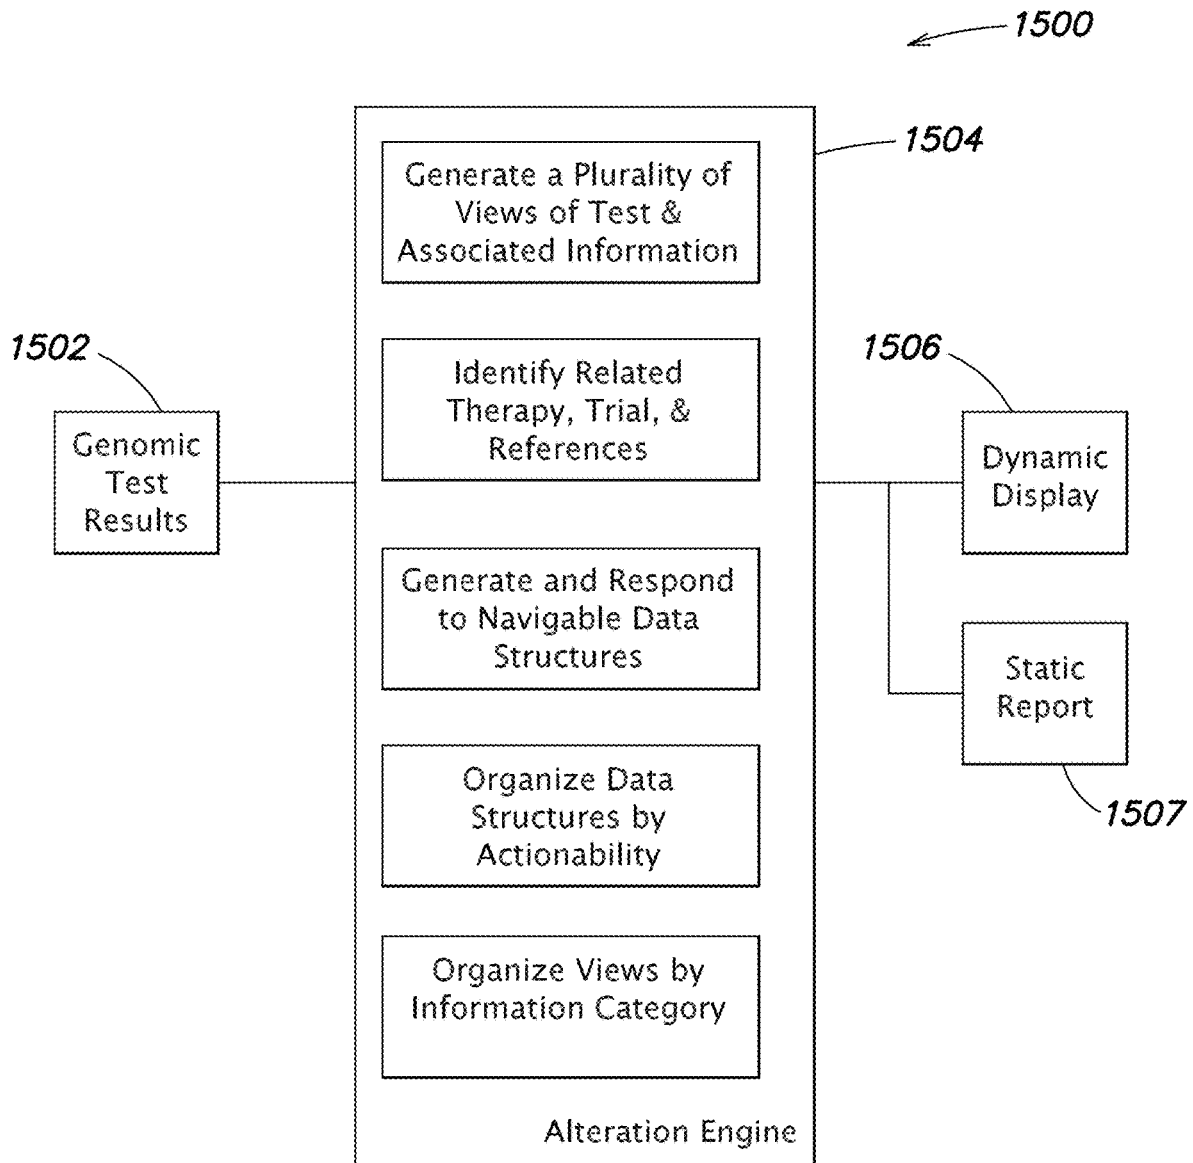 1500
1504
Generate a Plurality of
Views of Test &
Associated Information
1502
Genomic
Test
Results
Identify Related
Therapy, Trial, &
References
1506
Dynamic
Display
Generate and Respond
to Navigable Data
Structures
Static
Report
1507
Organize Data
Structures by
Actionability
Organize Views by
Information Category
Alteration Engine